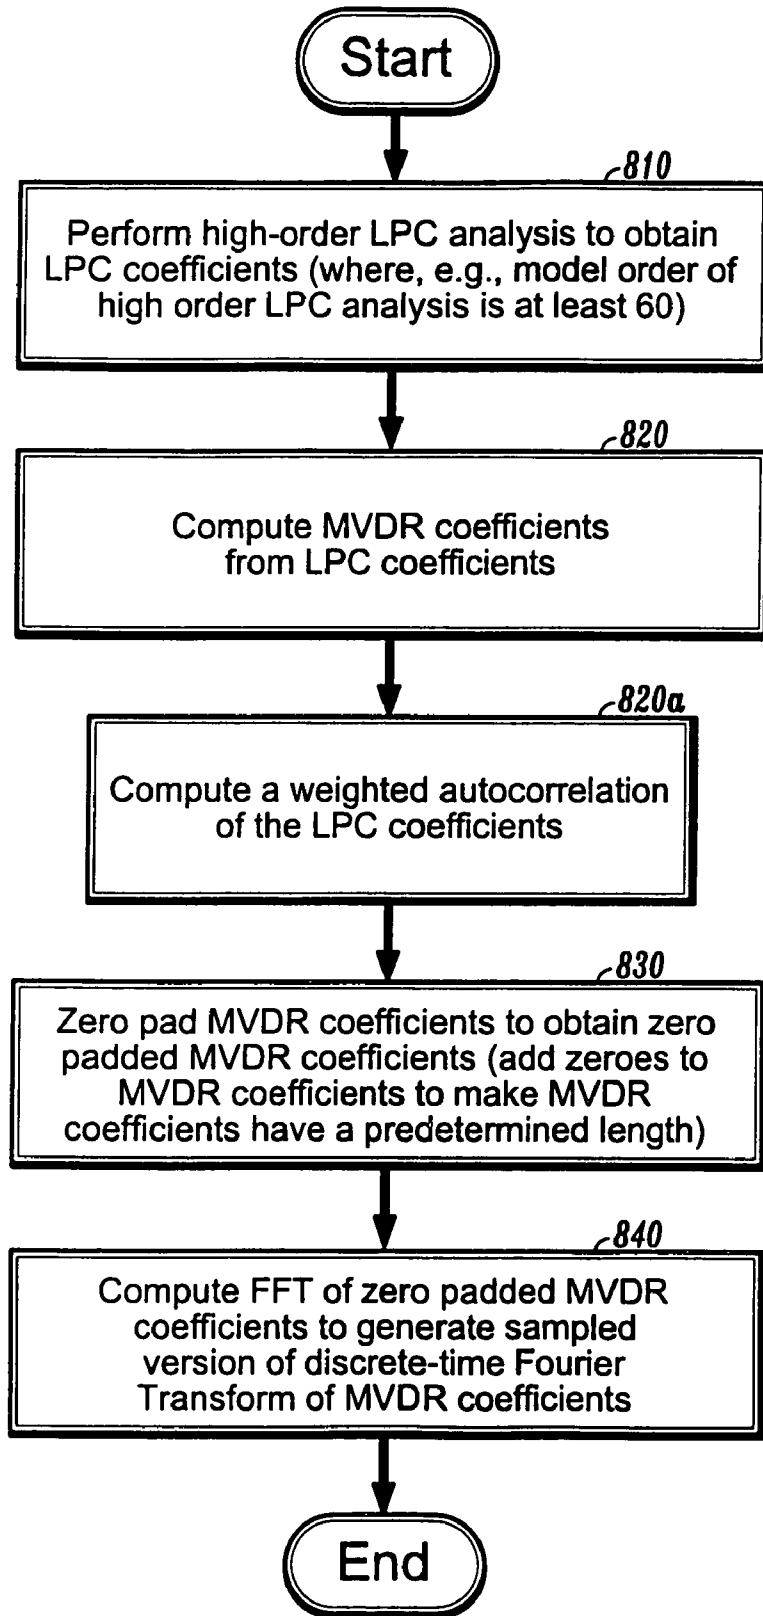 Start
810
Perform high-order LPC analysis to obtain
LPC coefficients (where, e.g., model order of
high order LPC analysis is at least 60)
820
Compute MVDR coefficients
from LPC coefficients
820a
Compute a weighted autocorrelation
of the LPC coefficients
830
Zero pad MVDR coefficients to obtain zero
padded MVDR coefficients (add zeroes to
MVDR coefficients to make MVDR
coefficients have a predetermined length)
840
Compute FFT of zero padded MVDR
coefficients to generate sampled
version of discrete-time Fourier
Transform of MVDR coefficients
End